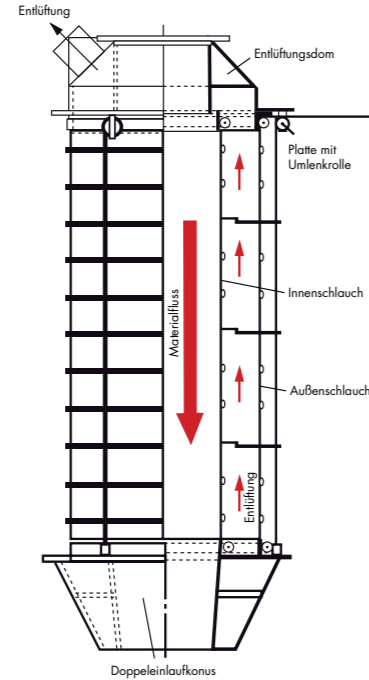 Entlüftung
Entlüftungsdom
Platte mit
Umlenkrolle
Materialfluss
Innenschlauch
Außenschlauch
Entlüftung
Doppeleinlaufkonus